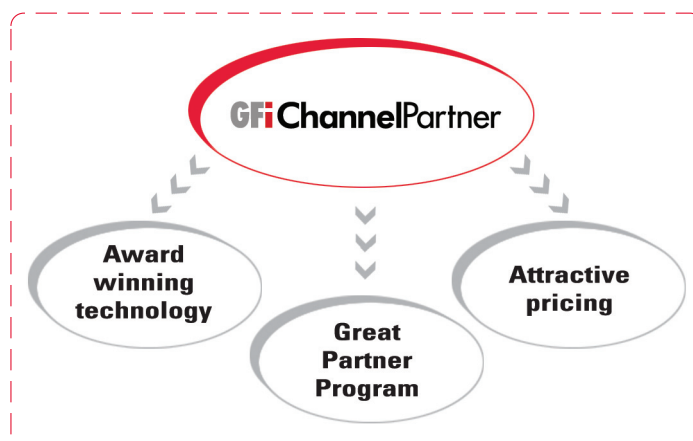 GFi ChannelPartner
Award
winning
technology
Great
Partner
Program
Attractive
pricing